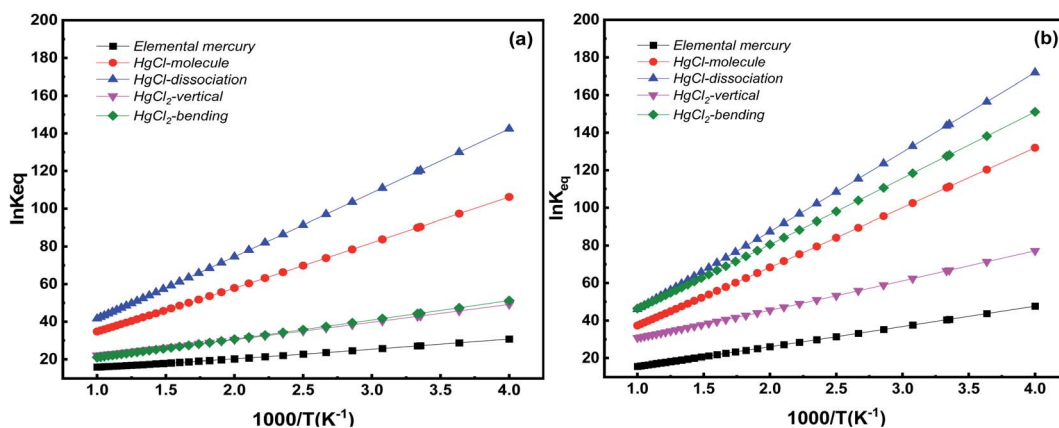 200
180
160
140
120
100
80
60
40
20
lnKeq
Elemental mercury
HgCl-molecule
HgCl-dissociation
HgCl₂-vertical
HgCl₂-bending
(a)
1.0 1.5 2.0 2.5 3.0 3.5 4.0
1000/T(K⁻¹)
200
180
160
140
120
100
80
60
40
20
lnKₑq
Elemental mercury
HgCl-molecule
HgCl-dissociation
HgCl₂-vertical
HgCl₂-bending
(b)
1.0 1.5 2.0 2.5 3.0 3.5 4.0
1000/T(K⁻¹)